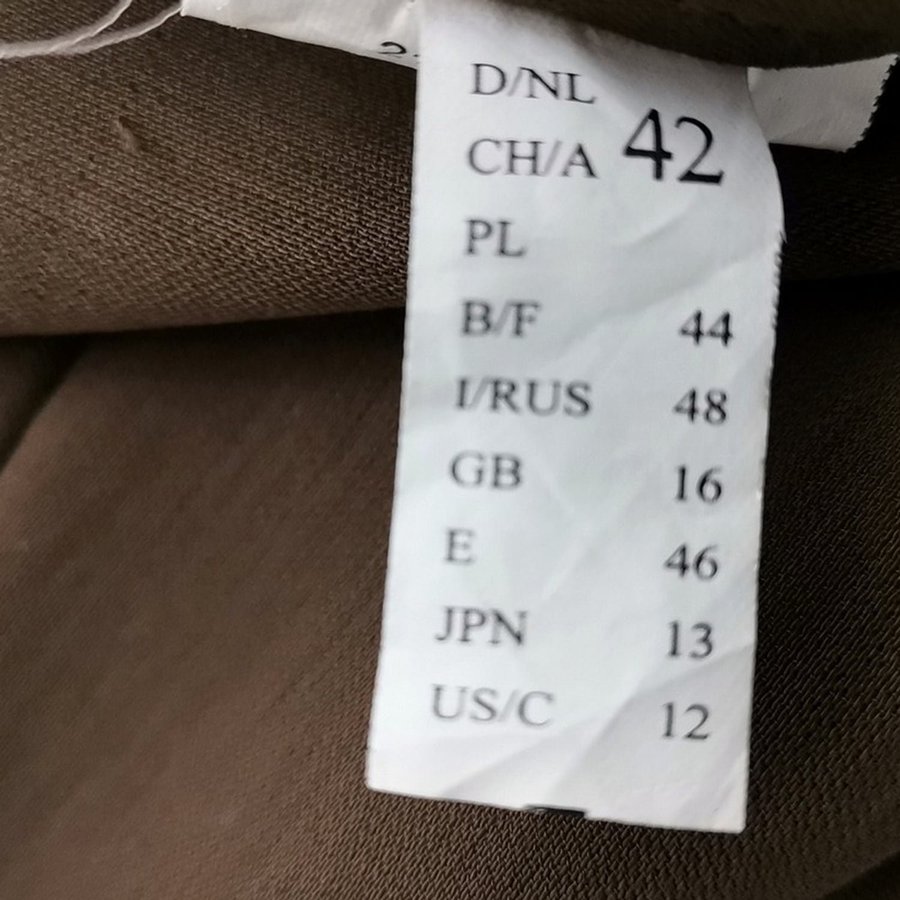 D/NL
CH/A 42
PL
B/F 44
I/RUS 48
GB 16
E 46
JPN 13
US/C 12